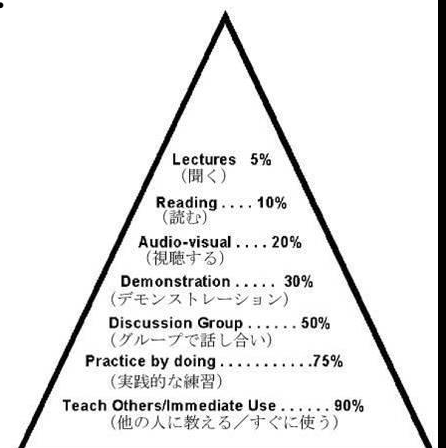 Lectures 5%
（聞く）
Reading .... 10%
（読む）
Audio-visual .... 20%
（視聴する）
Demonstration ..... 30%
（デモンストレーション）
Discussion Group ...... 50%
（グループで話し合い）
Practice by doing ...........75%
（実践的な練習）
Teach Others/Immediate Use ...... 90%
（他の人に教える／すぐに使う）